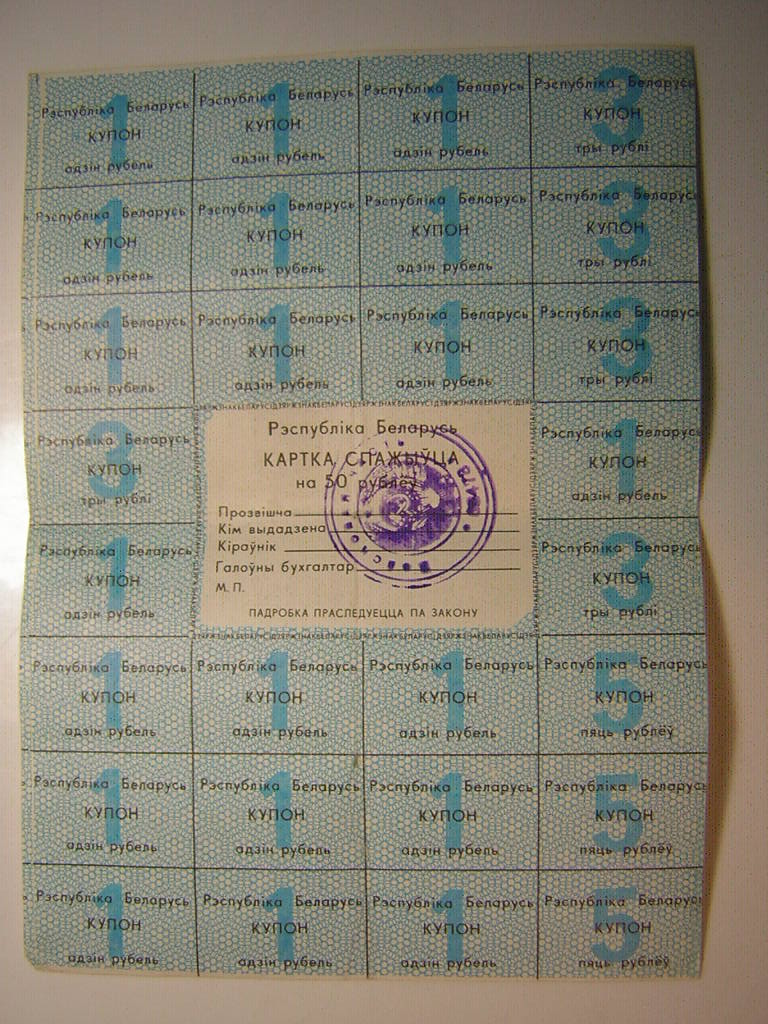 Рэспубліка Беларусь
1
КУПОН
адзін рубель
Рэспубліка Беларусь
1
КУПОН
адзін рубель
Рэспубліка Беларусь
1
КУПОН
адзін рубель
Рэспубліка Беларусь
3
КУПОН
тры рублі
Рэспубліка Беларусь
1
КУПОН
адзін рубель
Рэспубліка Беларусь
1
КУПОН
адзін рубель
Рэспубліка Беларусь
1
КУПОН
адзін рубель
Рэспубліка Беларусь
3
КУПОН
тры рублі
Рэспубліка Беларусь
1
КУПОН
адзін рубель
Рэспубліка Беларусь
1
КУПОН
адзін рубель
Рэспубліка Беларусь
1
КУПОН
адзін рубель
Рэспубліка Беларусь
3
КУПОН
тры рублі
Рэспубліка Беларусь
3
КУПОН
тры рублі
Рэспубліка Беларусь
КАРТКА СПАЖЫЎЦА
на 50 рублёў
Прозвішча
Кім выдадзена
Кіраўнік
Галоўны бухгалтар
М. П.
ПАДРОБКА ПРАСЛЕДУЕЦЦА ПА ЗАКОНУ
Рэспубліка Беларусь
1
КУПОН
адзін рубель
Рэспубліка Беларусь
1
КУПОН
адзін рубель
Рэспубліка Беларусь
3
КУПОН
тры рублі
Рэспубліка Беларусь
1
КУПОН
адзін рубель
Рэспубліка Беларусь
1
КУПОН
адзін рубель
Рэспубліка Беларусь
1
КУПОН
адзін рубель
Рэспубліка Беларусь
5
КУПОН
пяць рублёў
Рэспубліка Беларусь
1
КУПОН
адзін рубель
Рэспубліка Беларусь
1
КУПОН
адзін рубель
Рэспубліка Беларусь
1
КУПОН
адзін рубель
Рэспубліка Беларусь
5
КУПОН
пяць рублёў
Рэспубліка Беларусь
1
КУПОН
адзін рубель
Рэспубліка Беларусь
1
КУПОН
адзін рубель
Рэспубліка Беларусь
1
КУПОН
адзін рубель
Рэспубліка Беларусь
5
КУПОН
пяць рублёў